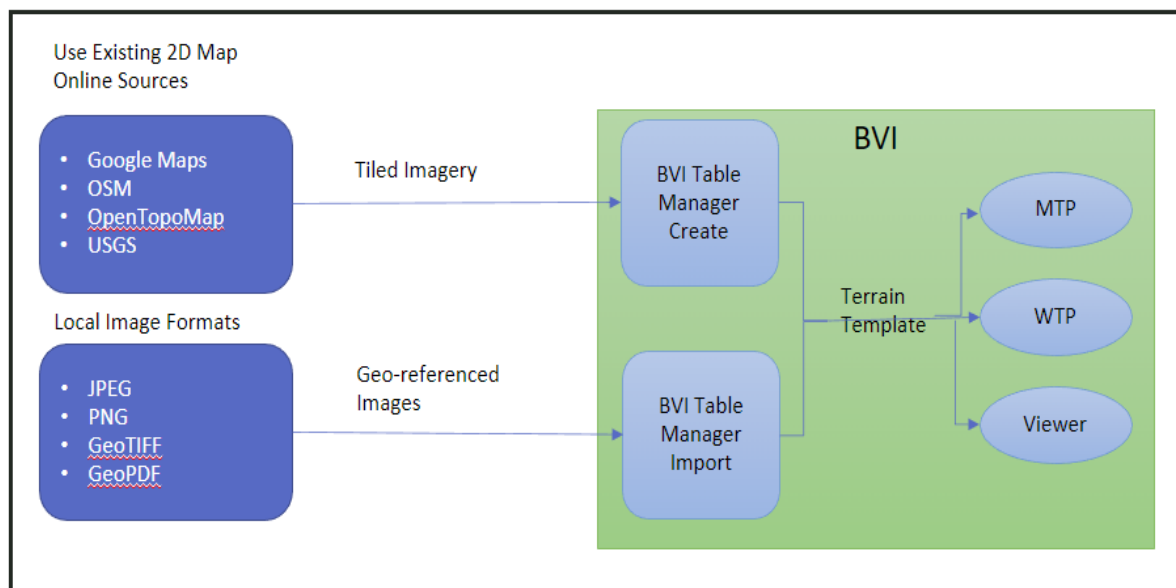 Use Existing 2D Map
Online Sources
• Google Maps
• OSM
• OpenTopoMap
• USGS
Tiled Imagery
Local Image Formats
• JPEG
• PNG
• GeoTIFF
• GeoPDF
Geo-referenced
Images
BVI
BVI Table
Manager
Create
BVI Table
Manager
Import
Terrain
Template
MTP
WTP
Viewer